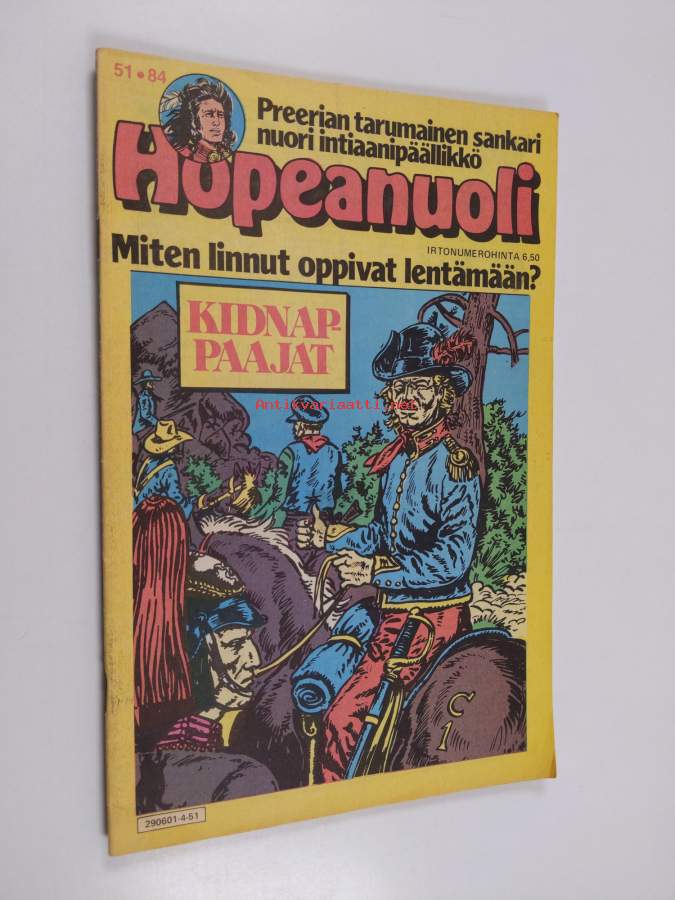 51•84
Preerian tarumainen sankari
nuori intiaanipäällikkö
Hopeanuoli
IRTONUMEROHINTA 6,50
Miten linnut oppivat lentämään?
KIDNAP-
PAAJAT
Antikvariaatti.net
C
1
290601-4-51